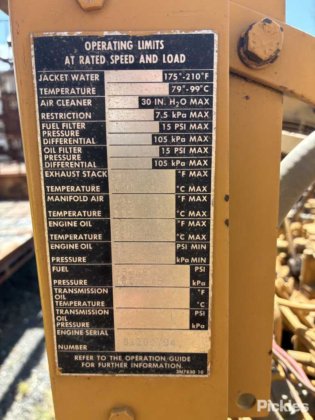 OPERATING LIMITS
AT RATED SPEED AND LOAD
JACKET WATER 175°-210°F
TEMPERATURE 79°-99°C
AIR CLEANER 30 IN. H₂O MAX
RESTRICTION 7.5 kPa MAX
FUEL FILTER 15 PSI MAX
PRESSURE
DIFFERENTIAL 105 kPa MAX
OIL FILTER 15 PSI MAX
PRESSURE
DIFFERENTIAL 105 kPa MAX
EXHAUST STACK °F MAX
TEMPERATURE °C MAX
MANIFOLD AIR °F MAX
TEMPERATURE °C MAX
ENGINE OIL °F MAX
TEMPERATURE °C MAX
ENGINE OIL PSI MIN
PRESSURE kPa MIN
FUEL PSI
PRESSURE kPa
TRANSMISSION °F
OIL
TEMPERATURE °C
TRANSMISSION PSI
OIL
PRESSURE kPa
ENGINE SERIAL
NUMBER
REFER TO THE OPERATION GUIDE
FOR FURTHER INFORMATION.
Pickles